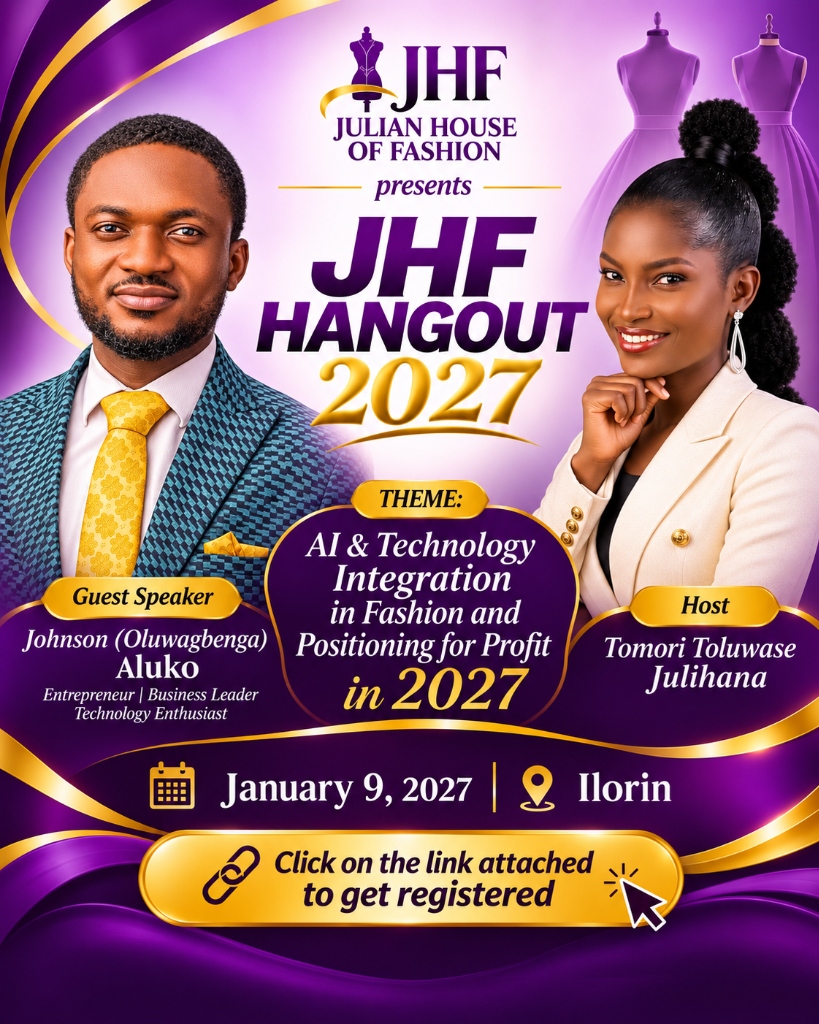 JHF
JULIAN HOUSE
OF FASHION
presents
JHF
HANGOUT
2027
THEME:
AI & Technology
Integration
in Fashion and
Positioning for Profit
in 2027
Guest Speaker
Johnson (Oluwagbenga)
Aluko
Entrepreneur | Business Leader
Technology Enthusiast
Host
Tomori Toluwase
Julihana
January 9, 2027 | Ilorin
Click on the link attached
to get registered